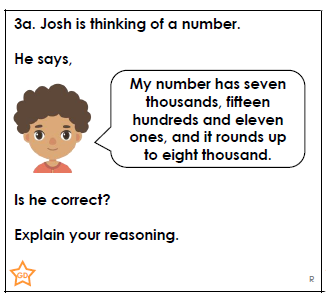 3a. Josh is thinking of a number.
He says,
My number has seven
thousands, fifteen
hundreds and eleven
ones, and it rounds up
to eight thousand.
Is he correct?
Explain your reasoning.
GD
R